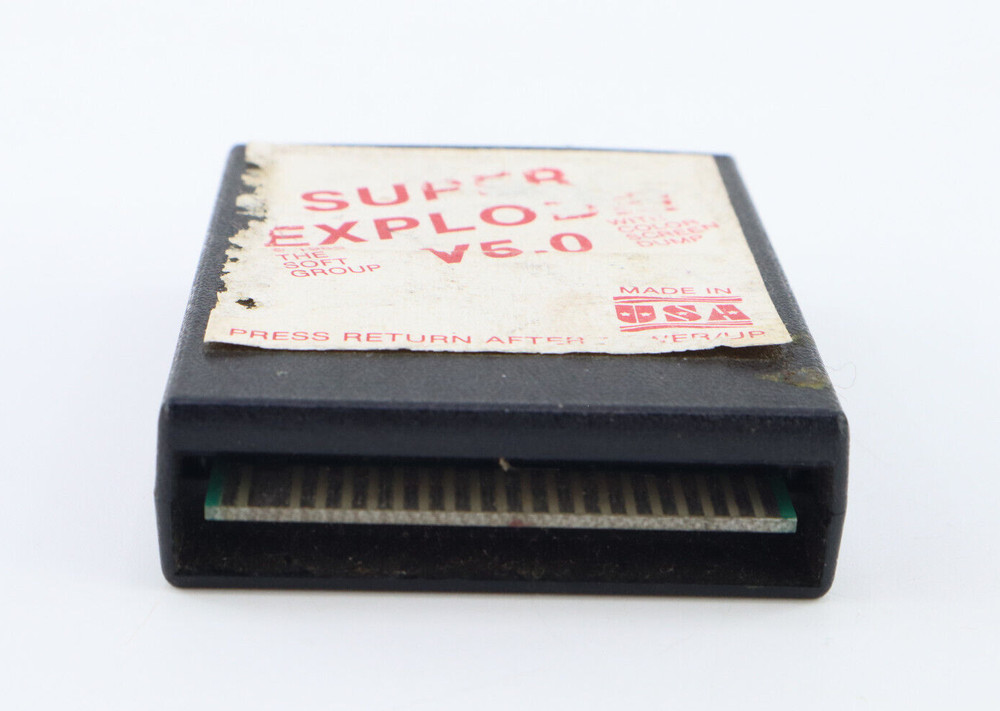 SUPER
EXPLODE!
V5.0
WITH
COLOR
SCREEN
DUMP
THE
SOFT
GROUP
MADE IN
USA
PRESS RETURN AFTER